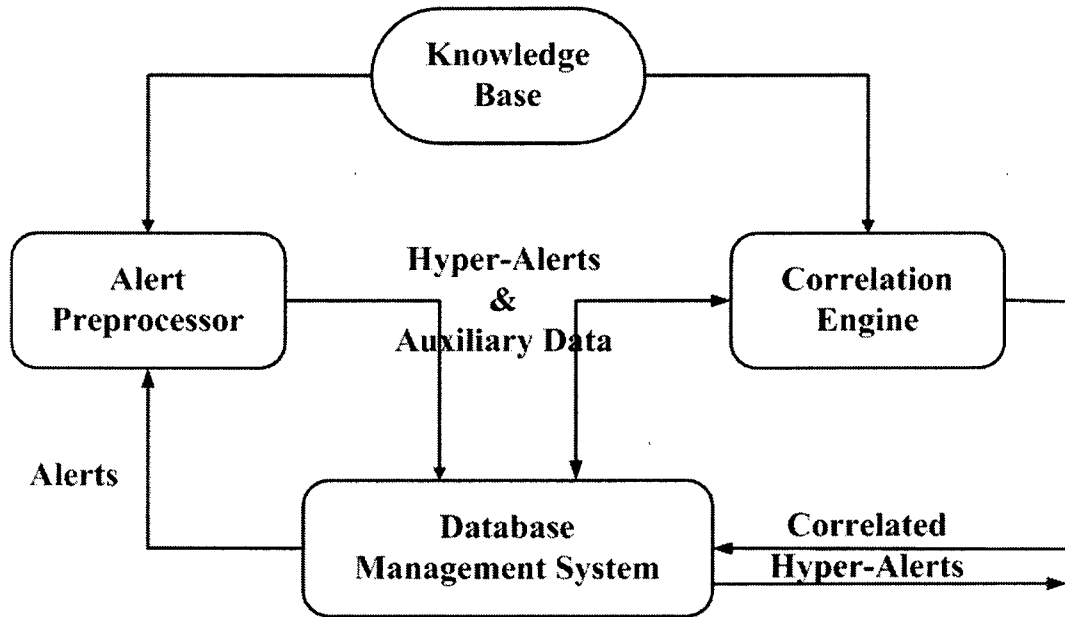 Knowledge
Base
Alert
Preprocessor
Hyper-Alerts
&
Auxiliary Data
Correlation
Engine
Alerts
Database
Management System
Correlated
Hyper-Alerts